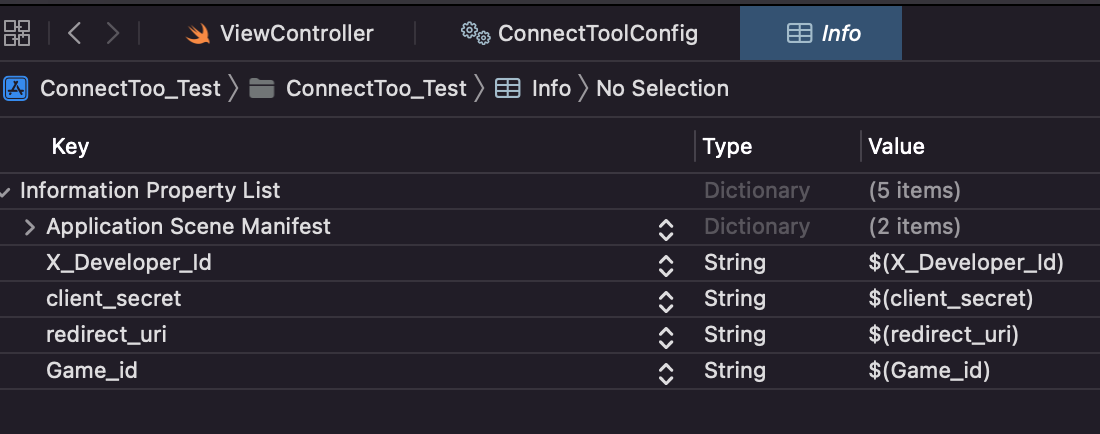 ViewController ConnectToolConfig Info
ConnectToo_Test ConnectToo_Test Info No Selection
Key Type Value
Information Property List Dictionary (5 items)
Application Scene Manifest Dictionary (2 items)
X_Developer_Id String $(X_Developer_Id)
client_secret String $(client_secret)
redirect_uri String $(redirect_uri)
Game_id String $(Game_id)